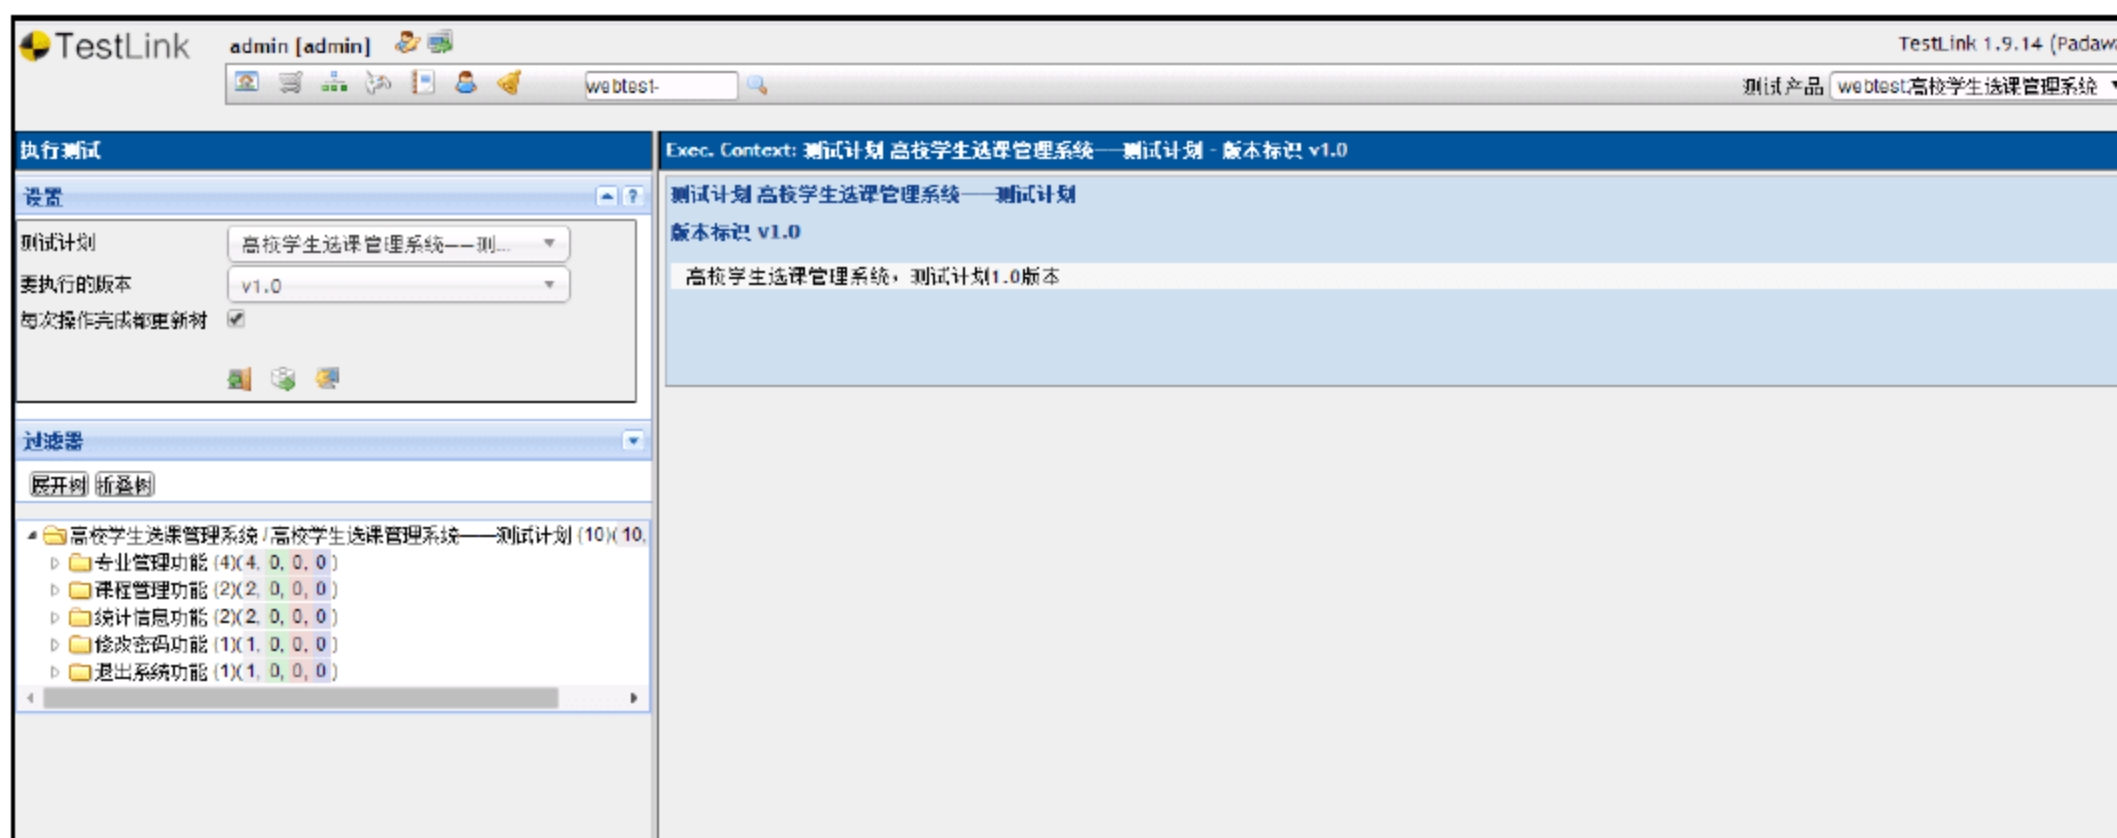 TestLink admin [admin]
TestLink 1.9.14 (Padawa
webtest-
测试产品 webtest:高校学生选课管理系统
执行测试
Exec. Context: 测试计划 高校学生选课管理系统——测试计划 - 版本标识 v1.0
设置
测试计划 高校学生选课管理系统——测试计划
测试计划 高校学生选课管理系统——测...
版本标识 v1.0
要执行的版本 v1.0
高校学生选课管理系统，测试计划1.0版本
每次操作完成都更新树
过滤器
展开树 折叠树
高校学生选课管理系统 / 高校学生选课管理系统——测试计划 (10)( 10,
专业管理功能 (4)( 4, 0, 0, 0 )
课程管理功能 (2)( 2, 0, 0, 0 )
统计信息功能 (2)( 2, 0, 0, 0 )
修改密码功能 (1)( 1, 0, 0, 0 )
退出系统功能 (1)( 1, 0, 0, 0 )